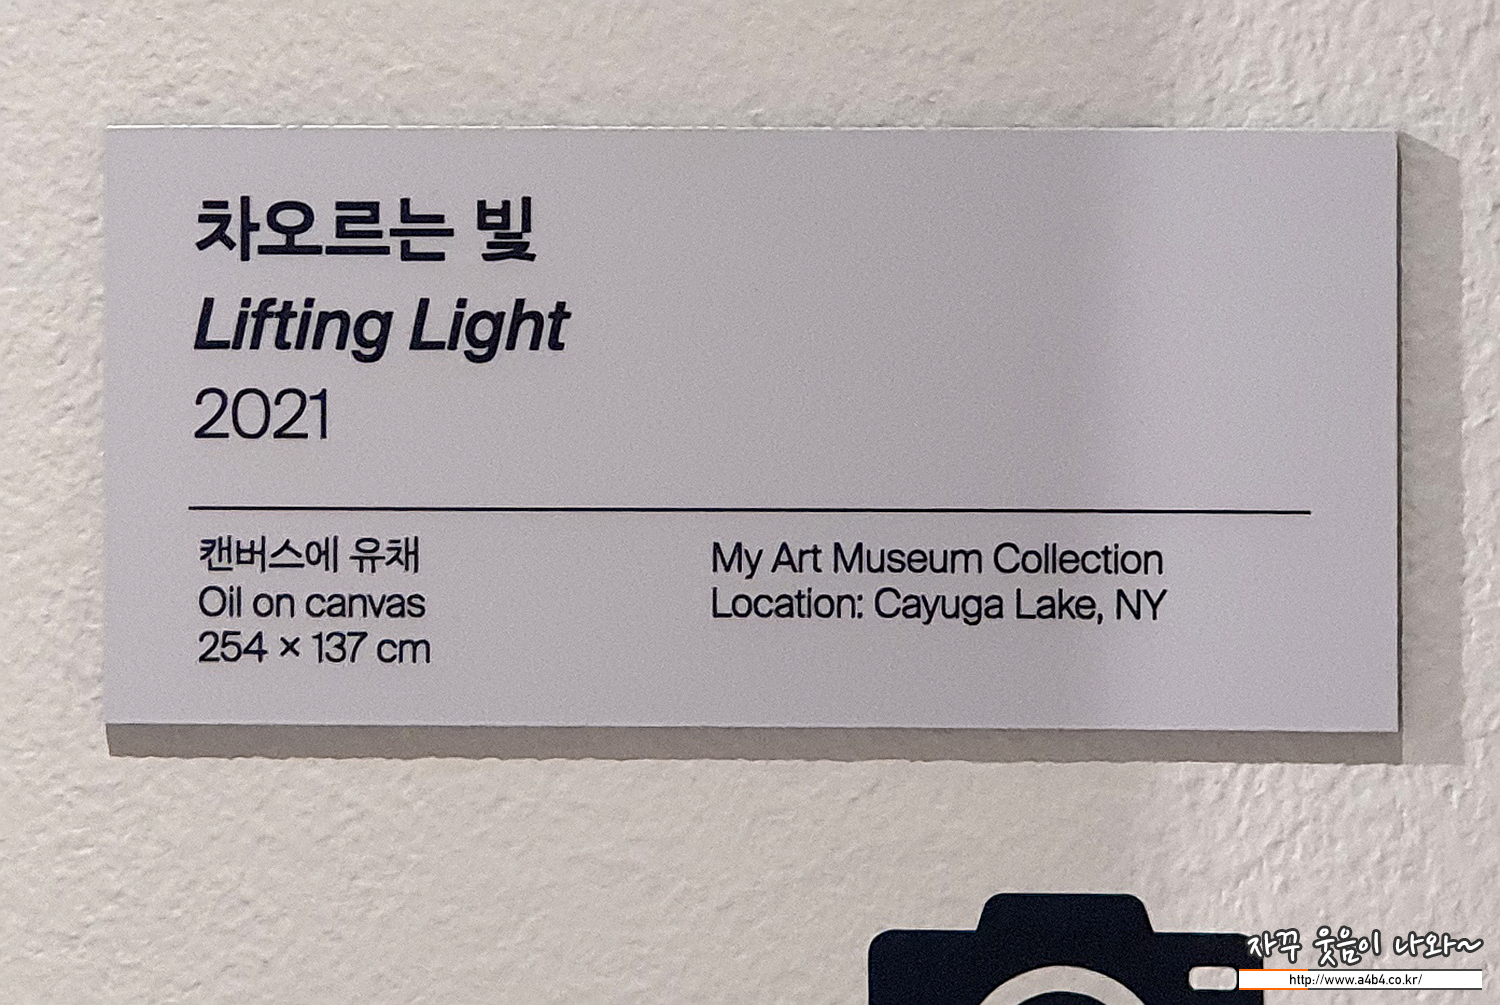 차오르는 빛
Lifting Light
2021
캔버스에 유채
Oil on canvas
254 × 137 cm
My Art Museum Collection
Location: Cayuga Lake, NY
자꾸 웃음이 나와~
http://www.a4b4.co.kr/